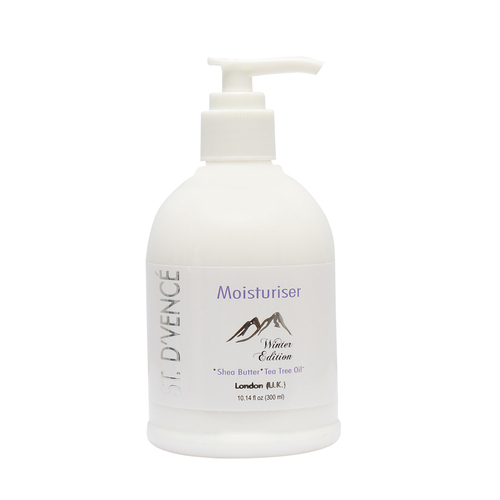 ST. D'VENCÉ
Moisturiser
Winter
Edition
*Shea Butter*Tea Tree Oil*
London (U.K.)
10.14 fl oz (300 ml)